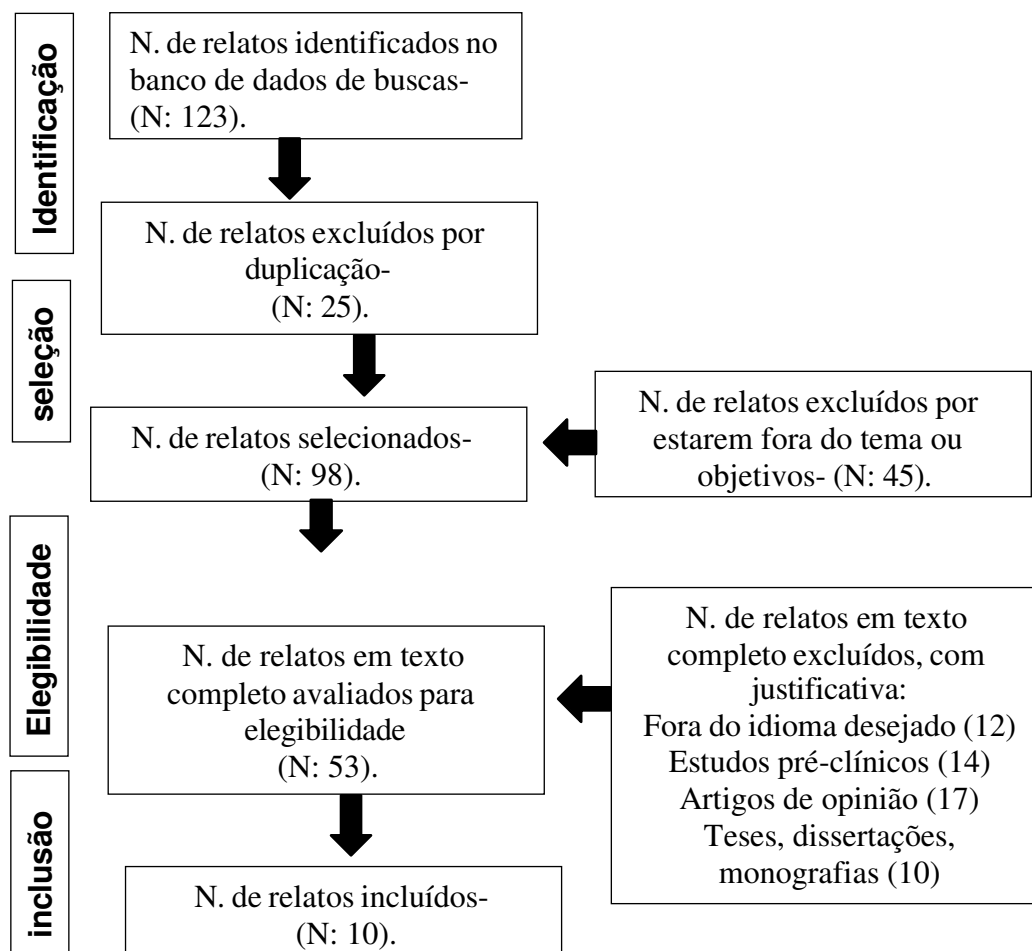 Identificação
N. de relatos identificados no
banco de dados de buscas-
(N: 123).
N. de relatos excluídos por
duplicação-
(N: 25).
seleção
N. de relatos selecionados-
(N: 98).
N. de relatos excluídos por
estarem fora do tema ou
objetivos- (N: 45).
Elegibilidade
N. de relatos em texto
completo avaliados para
elegibilidade
(N: 53).
N. de relatos em texto
completo excluídos, com
justificativa:
Fora do idioma desejado (12)
Estudos pré-clínicos (14)
Artigos de opinião (17)
Teses, dissertações,
monografias (10)
inclusão
N. de relatos incluídos-
(N: 10).